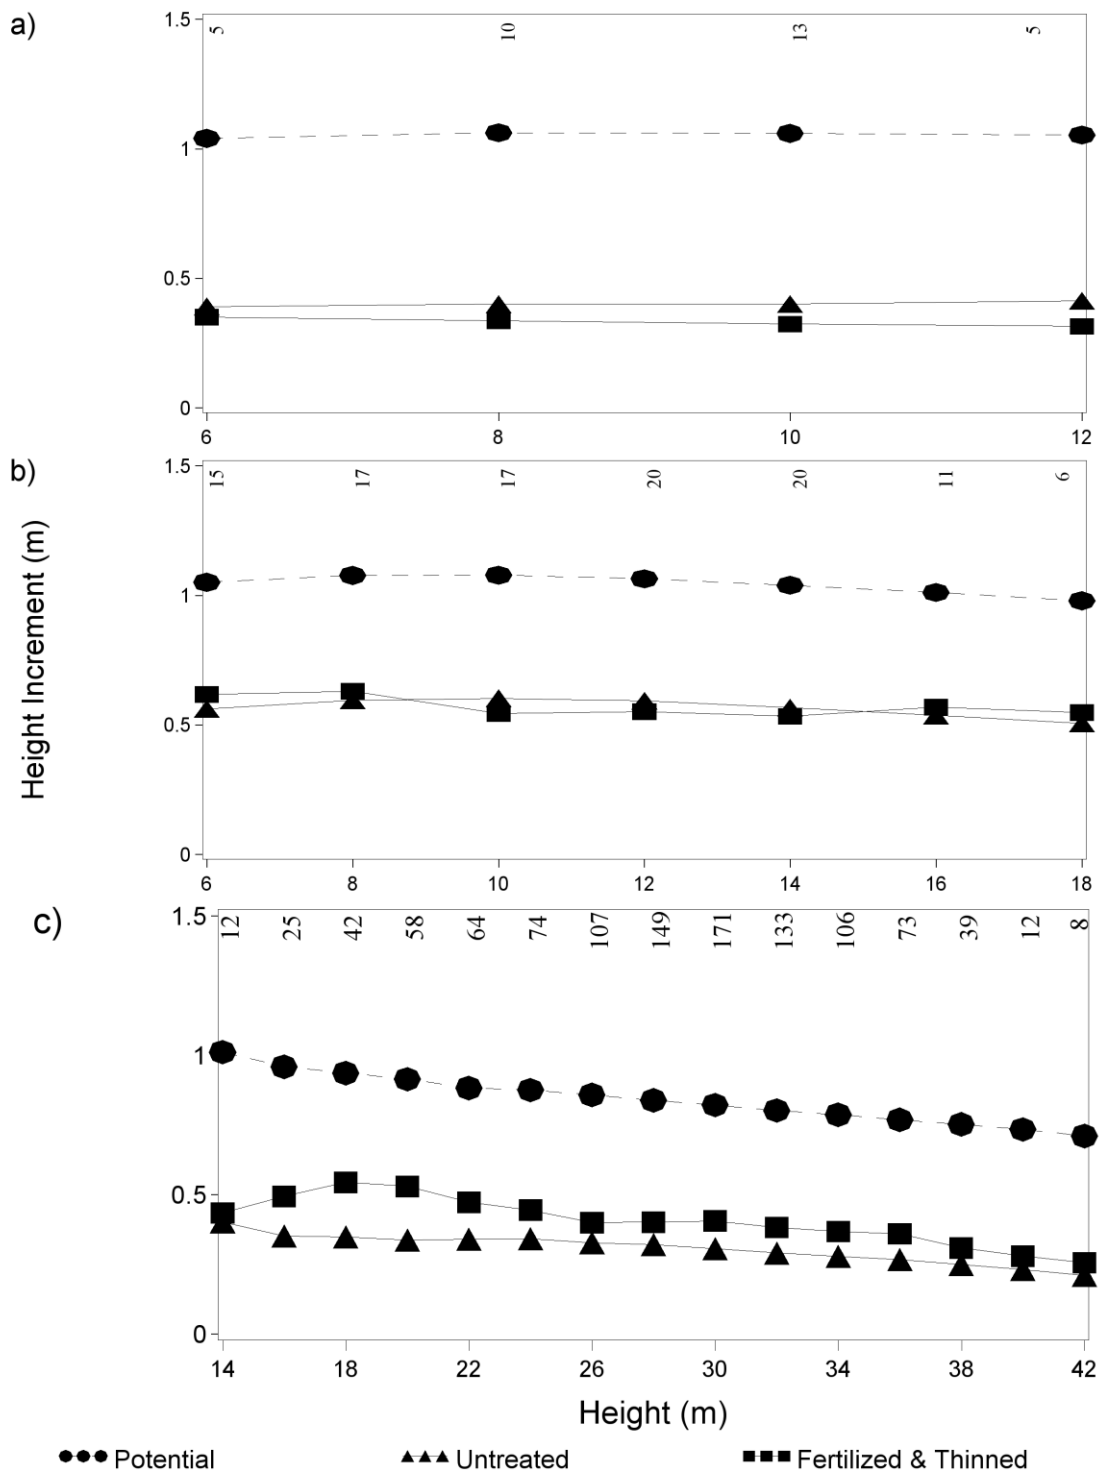 a)
1.5
5 10 13 5
1
0.5
0
6 8 10 12
b)
1.5
15 17 17 20 20 11 6
1
0.5
0
6 8 10 12 14 16 18
Height Increment (m)
c)
1.5
12 25 42 58 64 74 107 149 171 133 106 73 39 12 8
1
0.5
0
14 18 22 26 30 34 38 42
Height (m)
Potential Untreated Fertilized & Thinned